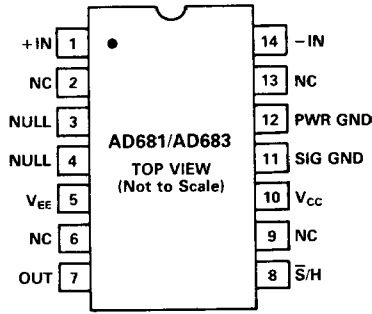 +IN 1
NC 2
NULL 3
NULL 4
VEE 5
NC 6
OUT 7
AD681/AD683
TOP VIEW
(Not to Scale)
14 −IN
13 NC
12 PWR GND
11 SIG GND
10 VCC
9 NC
8 S̅/H